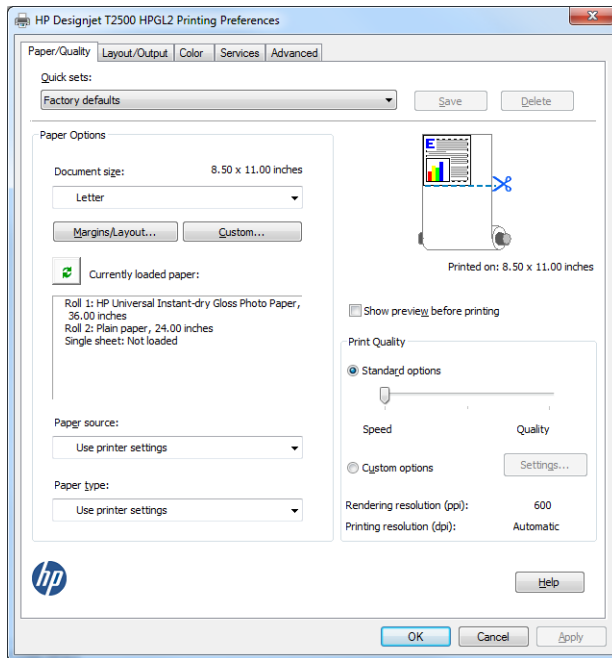 HP Designjet T2500 HPGL2 Printing Preferences
Paper/Quality Layout/Output Color Services Advanced
Quick sets:
Factory defaults
Save Delete
Paper Options
Document size: 8.50 x 11.00 inches
Letter
Margins/Layout... Custom...
Currently loaded paper:
Roll 1: HP Universal Instant-dry Gloss Photo Paper,
36.00 inches
Roll 2: Plain paper, 24.00 inches
Single sheet: Not loaded
Paper source:
Use printer settings
Paper type:
Use printer settings
E
Printed on: 8.50 x 11.00 inches
Show preview before printing
Print Quality
Standard options
Speed Quality
Custom options Settings...
Rendering resolution (ppi): 600
Printing resolution (dpi): Automatic
hp
Help
OK Cancel Apply